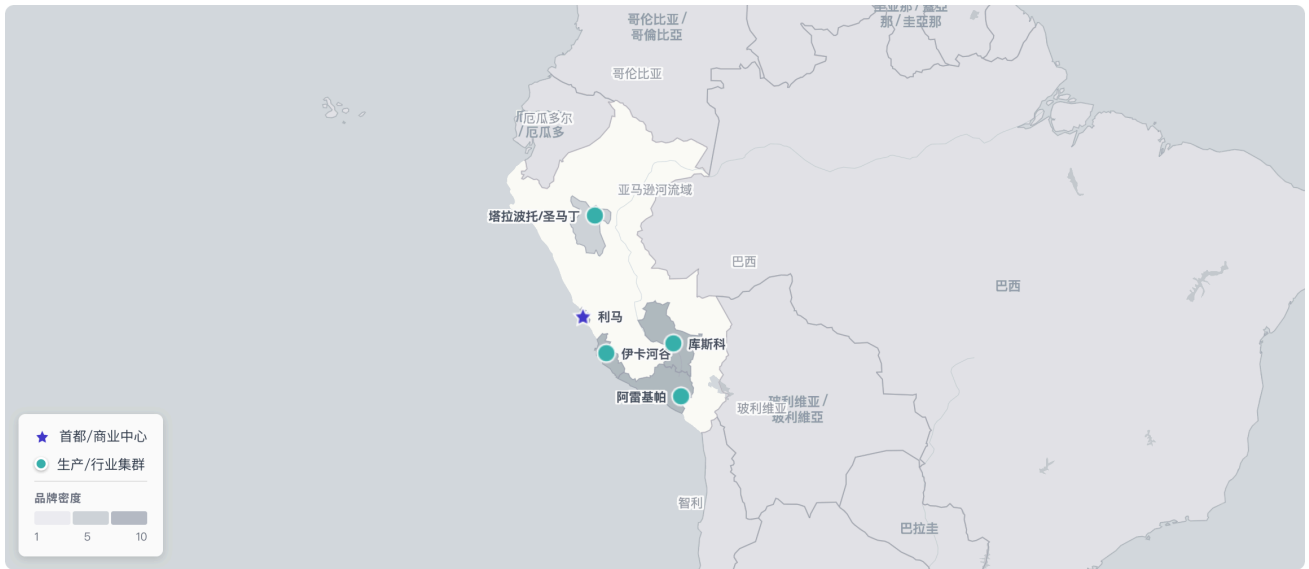 哥伦比亚 /
哥倫比亞
那 / 圭亞那
哥伦比亚
厄瓜多尔
/ 厄瓜多
亚马逊河流域
塔拉波托/圣马丁
巴西
巴西
利马
库斯科
伊卡河谷
阿雷基帕
玻利维亚 /
玻利維亞
玻利维亚
智利
巴拉圭
首都/商业中心
生产/行业集群
品牌密度
1 5 10